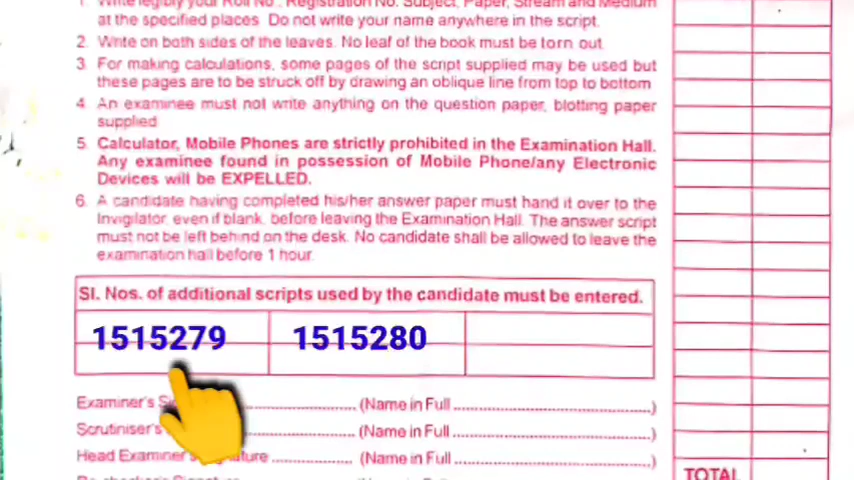 1. Write legibly your Roll No., Registration No. Subject, Paper, Stream and Medium
at the specified places. Do not write your name anywhere in the script.
2. Write on both sides of the leaves. No leaf of the book must be torn out.
3. For making calculations, some pages of the script supplied may be used but
these pages are to be struck off by drawing an oblique line from top to bottom
4. An examinee must not write anything on the question paper, blotting paper
supplied
5. Calculator, Mobile Phones are strictly prohibited in the Examination Hall.
Any examinee found in possession of Mobile Phone/any Electronic
Devices will be EXPELLED.
6. A candidate having completed his/her answer paper must hand it over to the
Invigilator, even if blank, before leaving the Examination Hall. The answer script
must not be left behind on the desk. No candidate shall be allowed to leave the
examination hall before 1 hour.
Sl. Nos. of additional scripts used by the candidate must be entered.
1515279 1515280
Examiner's (Name in Full)
Scrutiniser's (Name in Full)
Head Examiner's (Name in Full)
TOTAL